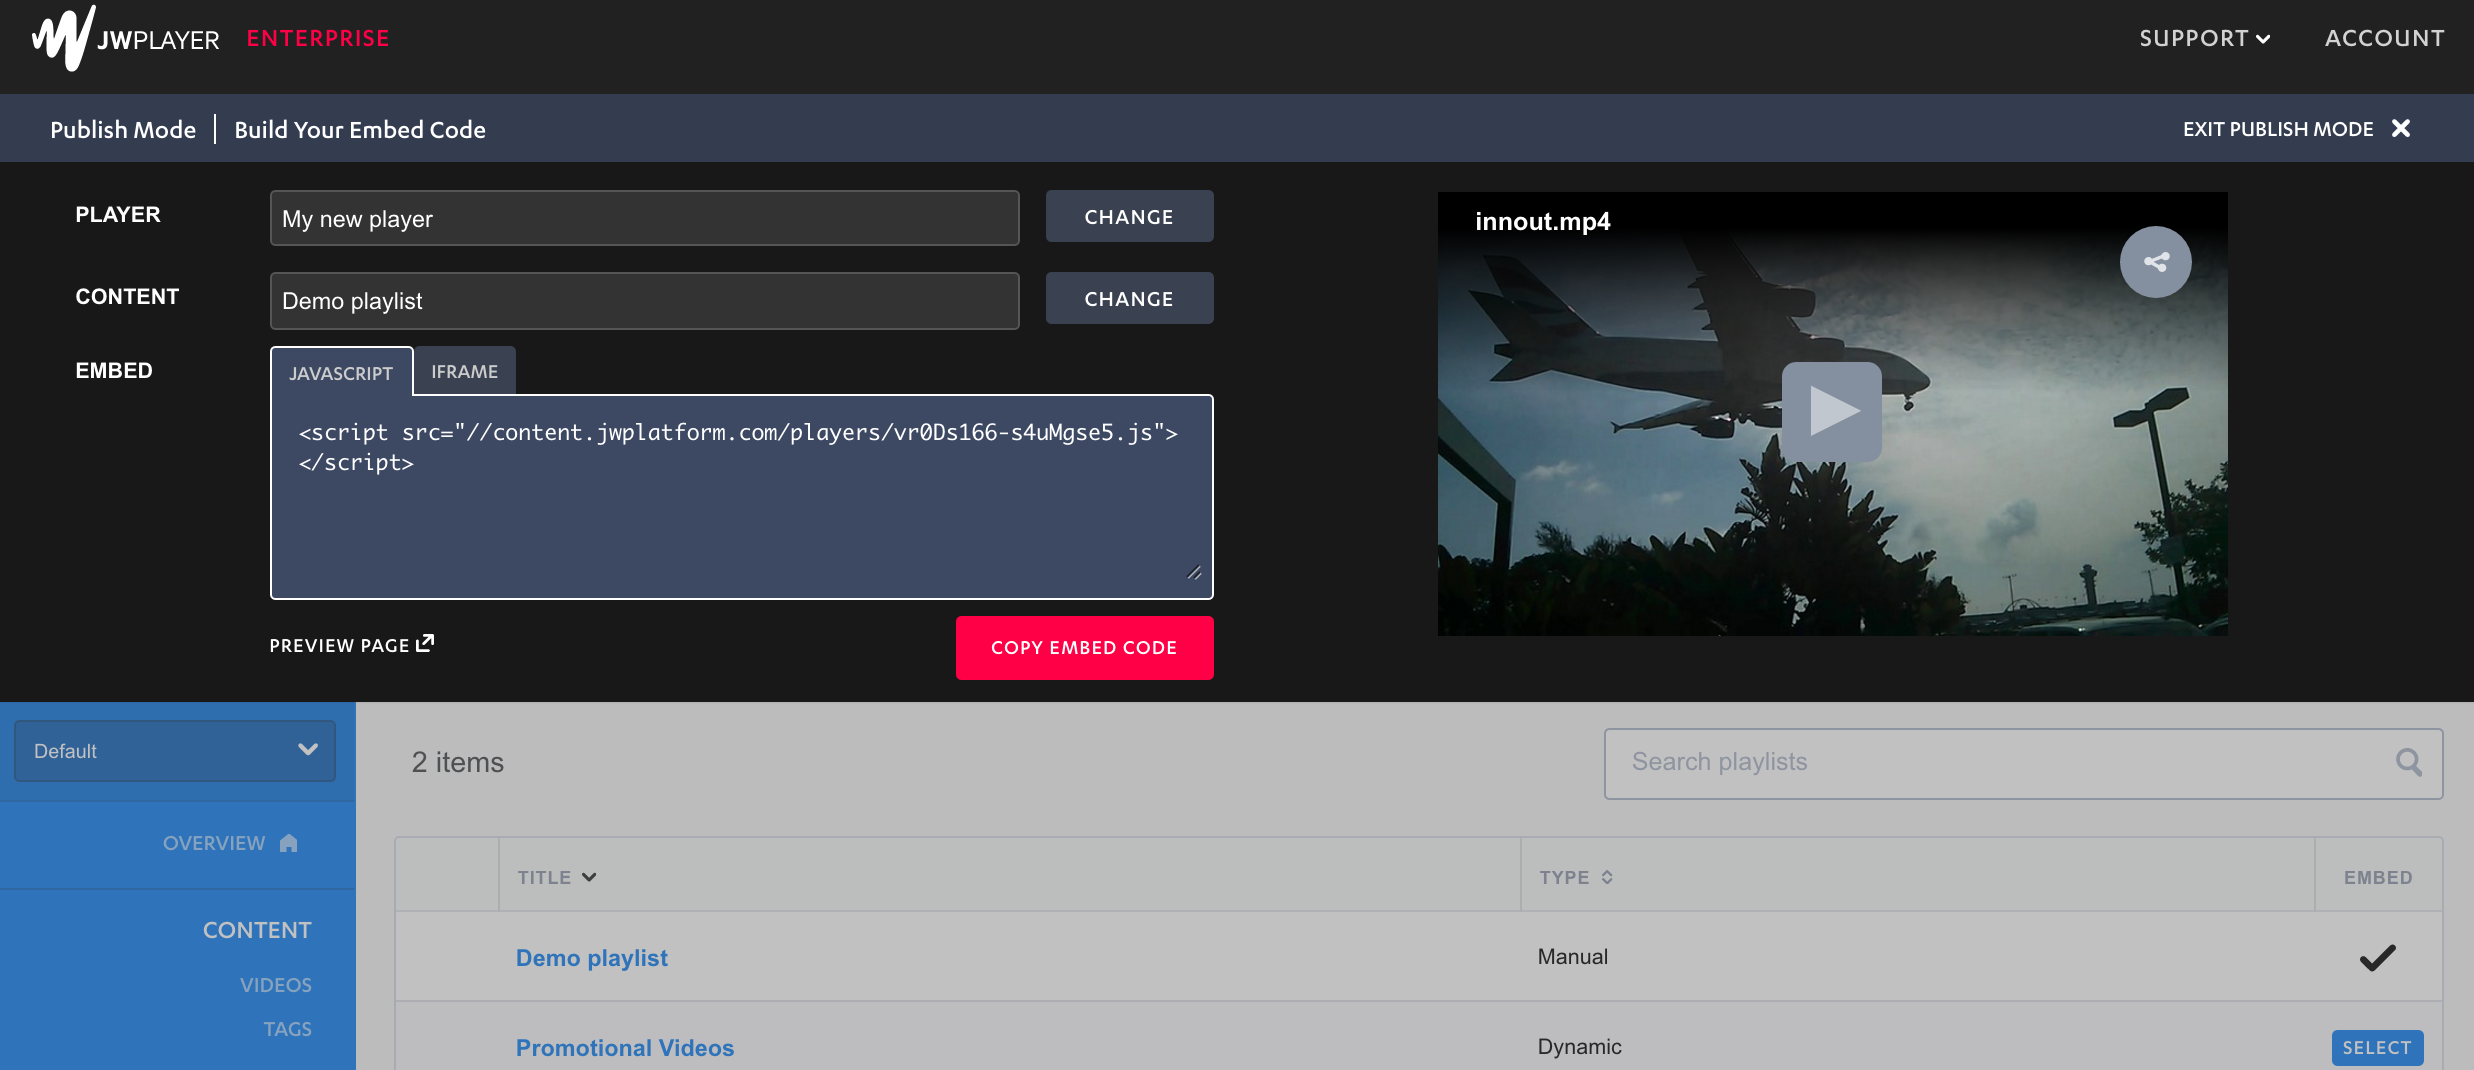 JWPLAYER ENTERPRISE SUPPORT ACCOUNT
Publish Mode | Build Your Embed Code EXIT PUBLISH MODE
PLAYER My new player CHANGE
innout.mp4
CONTENT Demo playlist CHANGE
EMBED JAVASCRIPT IFRAME
<script src="//content.jwplatform.com/players/vr0Ds166-s4uMgse5.js">
</script>
PREVIEW PAGE COPY EMBED CODE
Default 2 items Search playlists
OVERVIEW
TITLE TYPE EMBED
CONTENT
Demo playlist Manual
VIDEOS
TAGS
Promotional Videos Dynamic SELECT